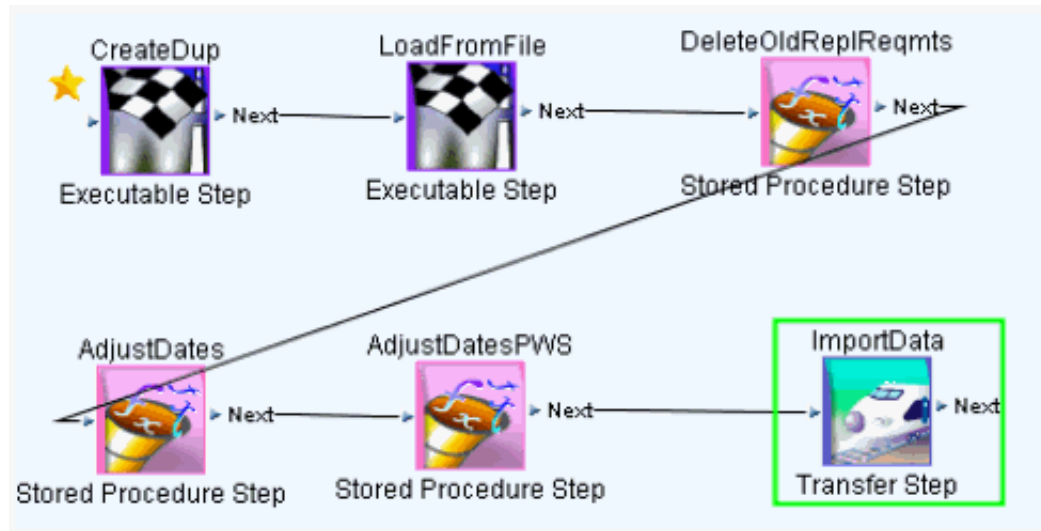 CreateDup
LoadFromFile
DeleteOldReplReqmts
Next
Next
Next
Executable Step
Executable Step
Stored Procedure Step
AdjustDates
AdjustDatesPWS
ImportData
Next
Next
Next
Stored Procedure Step
Stored Procedure Step
Transfer Step